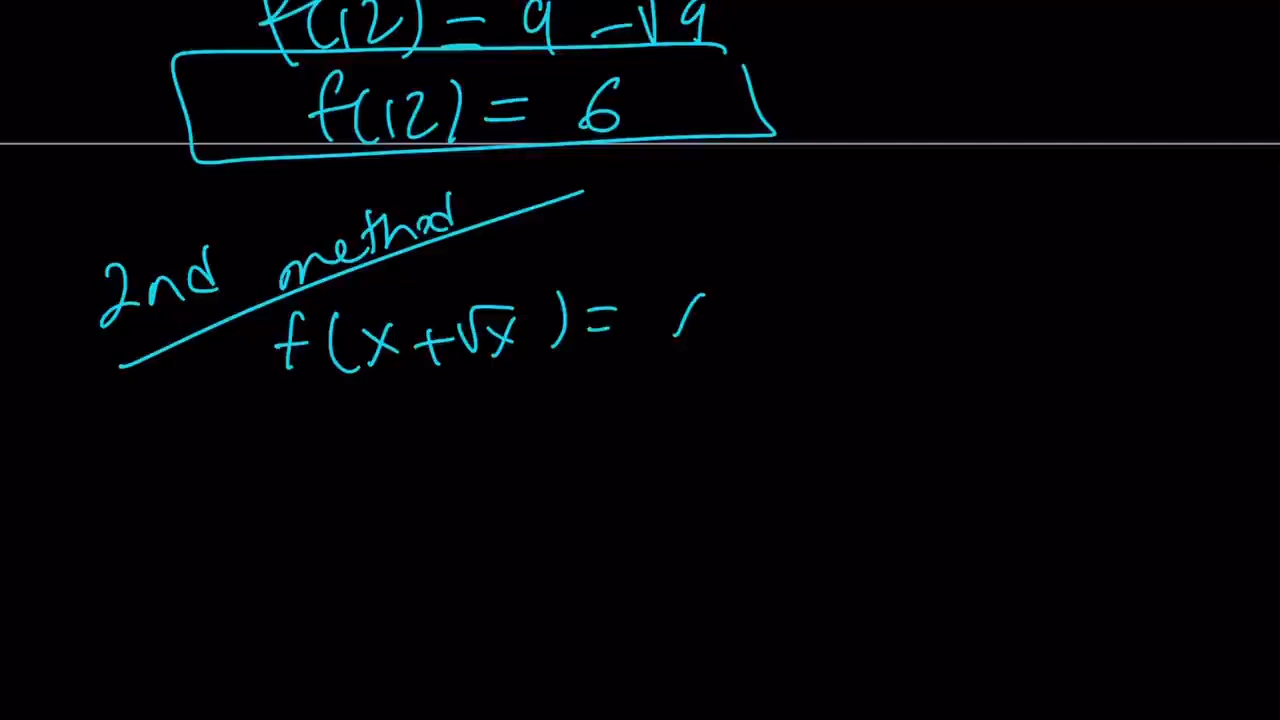 f(12) = 9 - √9
f(12) = 6
2nd method
f(x+√x) =